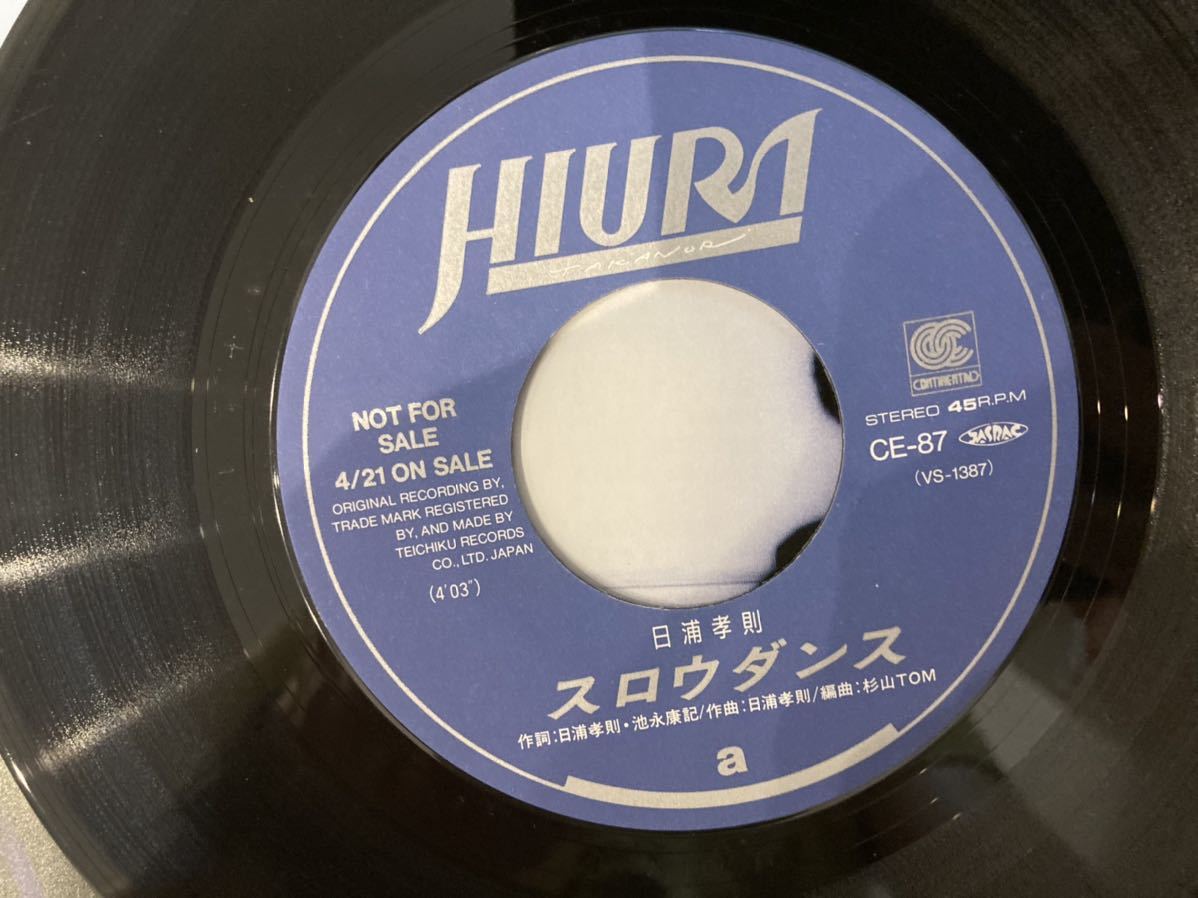 HIURA
TAKANORI
NOT FOR
SALE
4/21 ON SALE
ORIGINAL RECORDING BY,
TRADE MARK REGISTERED
BY, AND MADE BY
TEICHIKU RECORDS
CO., LTD. JAPAN
(4'03")
CONTINENTAL
STEREO 45R.P.M
CE-87 JASRAC
(VS-1387)
日浦孝則
スロウダンス
作詞:日浦孝則・池永康記/作曲:日浦孝則/編曲:杉山TOM
a